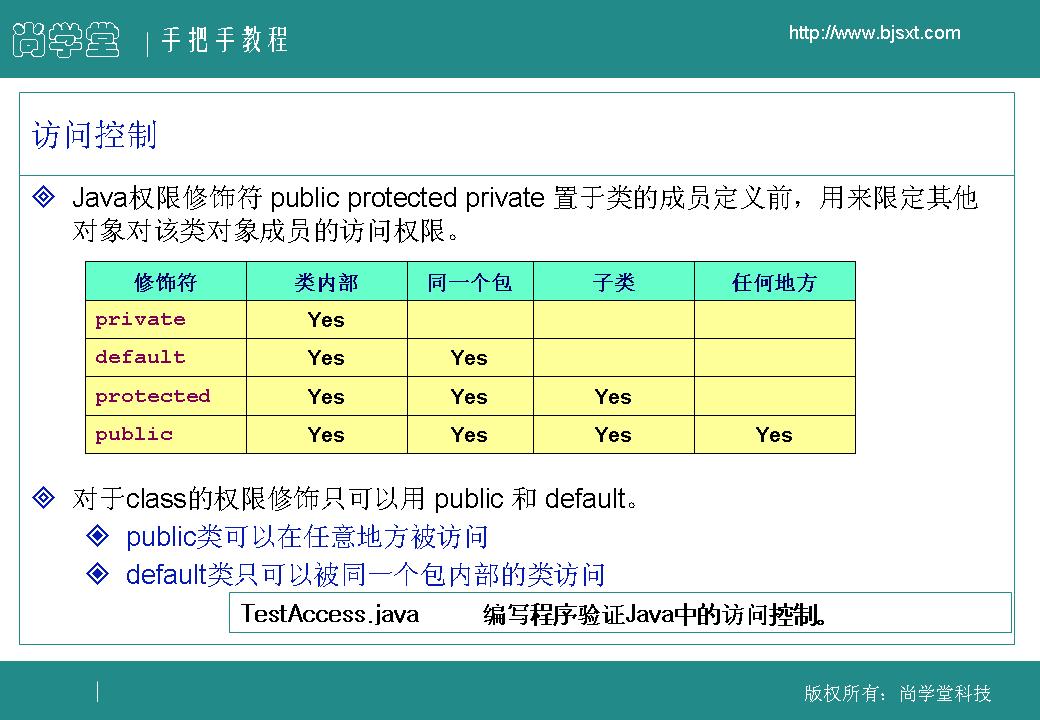 尚学堂 | 手把手教程 http://www.bjsxt.com
访问控制
Java权限修饰符 public protected private 置于类的成员定义前，用来限定其他
对象对该类对象成员的访问权限。
修饰符 类内部 同一个包 子类 任何地方
private Yes
default Yes Yes
protected Yes Yes Yes
public Yes Yes Yes Yes
对于class的权限修饰只可以用 public 和 default。
public类可以在任意地方被访问
default类只可以被同一个包内部的类访问
TestAccess.java 编写程序验证Java中的访问控制。
版权所有：尚学堂科技